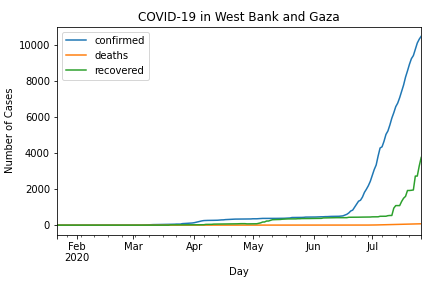 COVID-19 in West Bank and Gaza
confirmed
deaths
recovered
Number of Cases
10000
8000
6000
4000
2000
0
Feb Mar Apr May Jun Jul
2020
Day